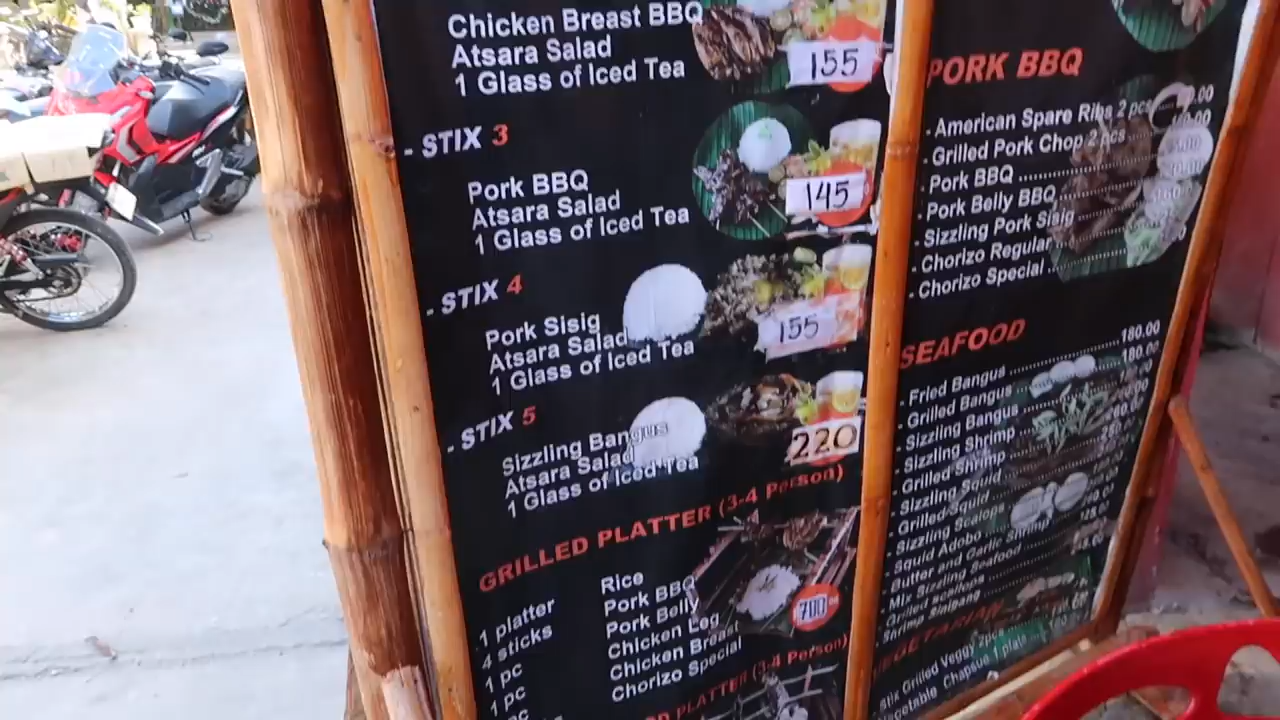 Chicken Breast BBQ
Atsara Salad
1 Glass of Iced Tea
155
- STIX 3
Pork BBQ
Atsara Salad
1 Glass of Iced Tea
145
- STIX 4
Pork Sisig
Atsara Salad
1 Glass of Iced Tea
155
- STIX 5
Sizzling Bangus
Atsara Salad
1 Glass of Iced Tea
220
GRILLED PLATTER (3-4 Person)
1 platter Rice
4 sticks Pork BBQ
1 pc Pork Belly
1 pc Chicken Leg
pc Chicken Breast
Chorizo Special
700
PLATTER (3-4 Person)
PORK BBQ
- American Spare Ribs 2 pcs
- Grilled Pork Chop 2 pcs
- Pork BBQ
- Pork Belly BBQ
- Sizzling Pork Sisig
- Chorizo Regular
- Chorizo Special
SEAFOOD
- Fried Bangus 180.00
- Grilled Bangus 180.00
- Sizzling Bangus
- Sizzling Shrimp
- Grilled Shrimp
- Sizzling Squid
- Grilled Squid
- Sizzling Scalops
- Squid Adobo
- Butter and Garlic Shrimp
- Mix Sizzling Seafood
- Grilled scallops
- Shrimp Sinigang
VEGETARIAN
Stix Grilled Veggy 2pcs
Vegetable Chapsue 1 plate